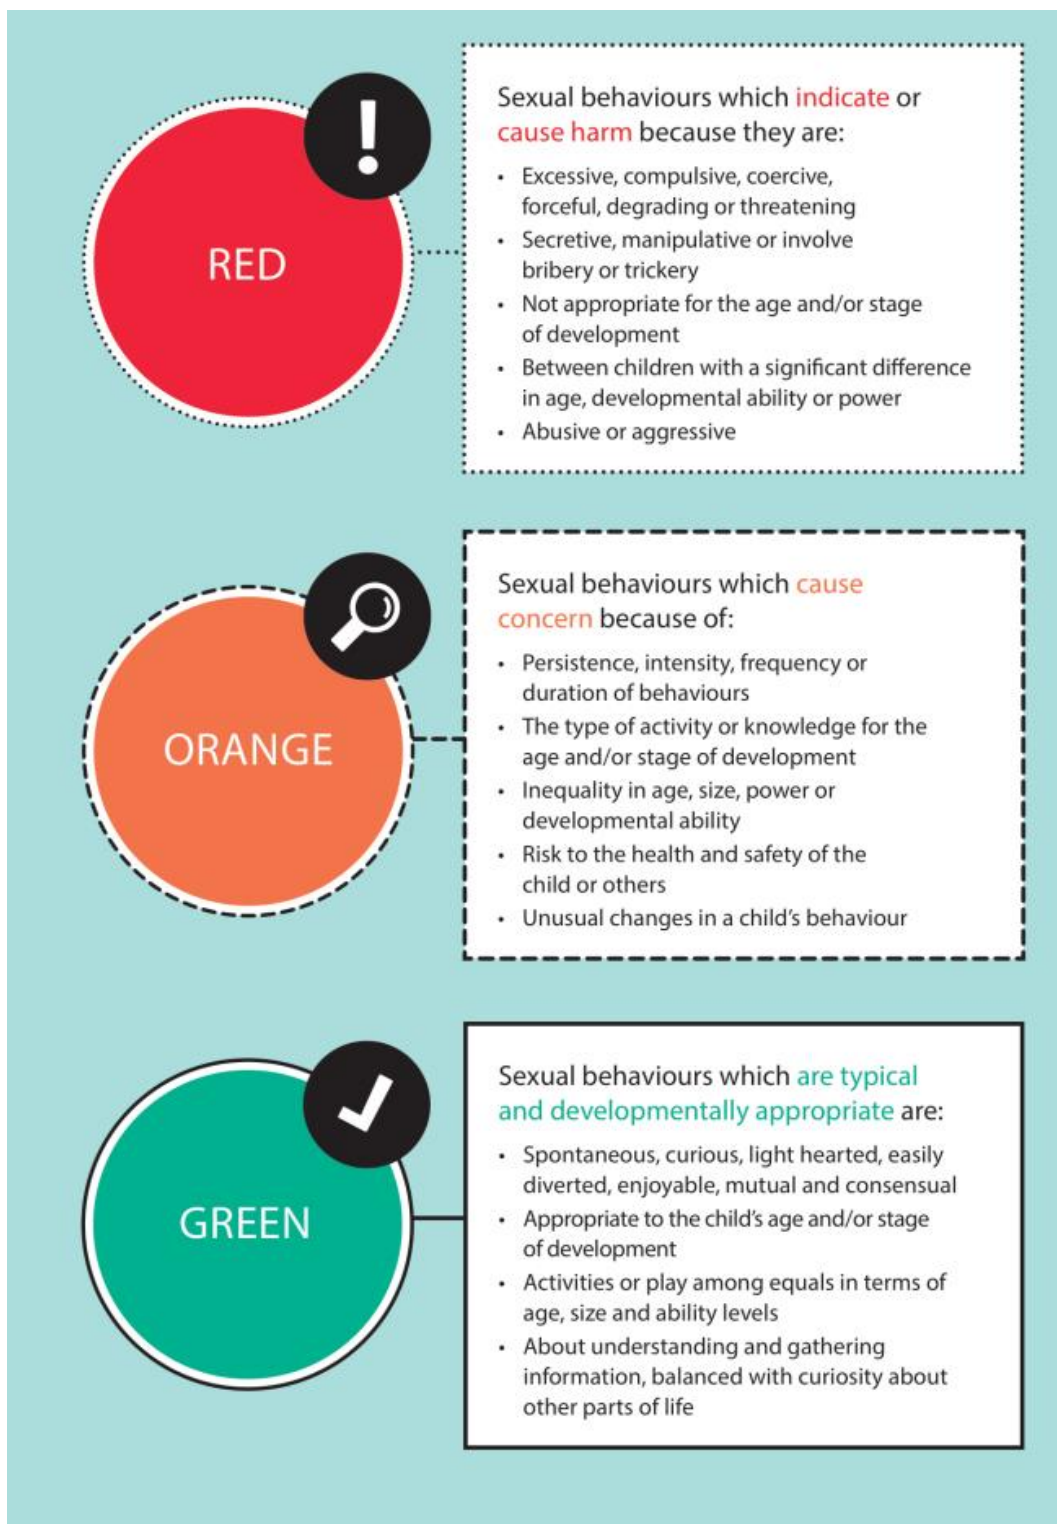 RED
Sexual behaviours which indicate or
cause harm because they are:
• Excessive, compulsive, coercive,
forceful, degrading or threatening
• Secretive, manipulative or involve
bribery or trickery
• Not appropriate for the age and/or stage
of development
• Between children with a significant difference
in age, developmental ability or power
• Abusive or aggressive
ORANGE
Sexual behaviours which cause
concern because of:
• Persistence, intensity, frequency or
duration of behaviours
• The type of activity or knowledge for the
age and/or stage of development
• Inequality in age, size, power or
developmental ability
• Risk to the health and safety of the
child or others
• Unusual changes in a child’s behaviour
GREEN
Sexual behaviours which are typical
and developmentally appropriate are:
• Spontaneous, curious, light hearted, easily
diverted, enjoyable, mutual and consensual
• Appropriate to the child’s age and/or stage
of development
• Activities or play among equals in terms of
age, size and ability levels
• About understanding and gathering
information, balanced with curiosity about
other parts of life